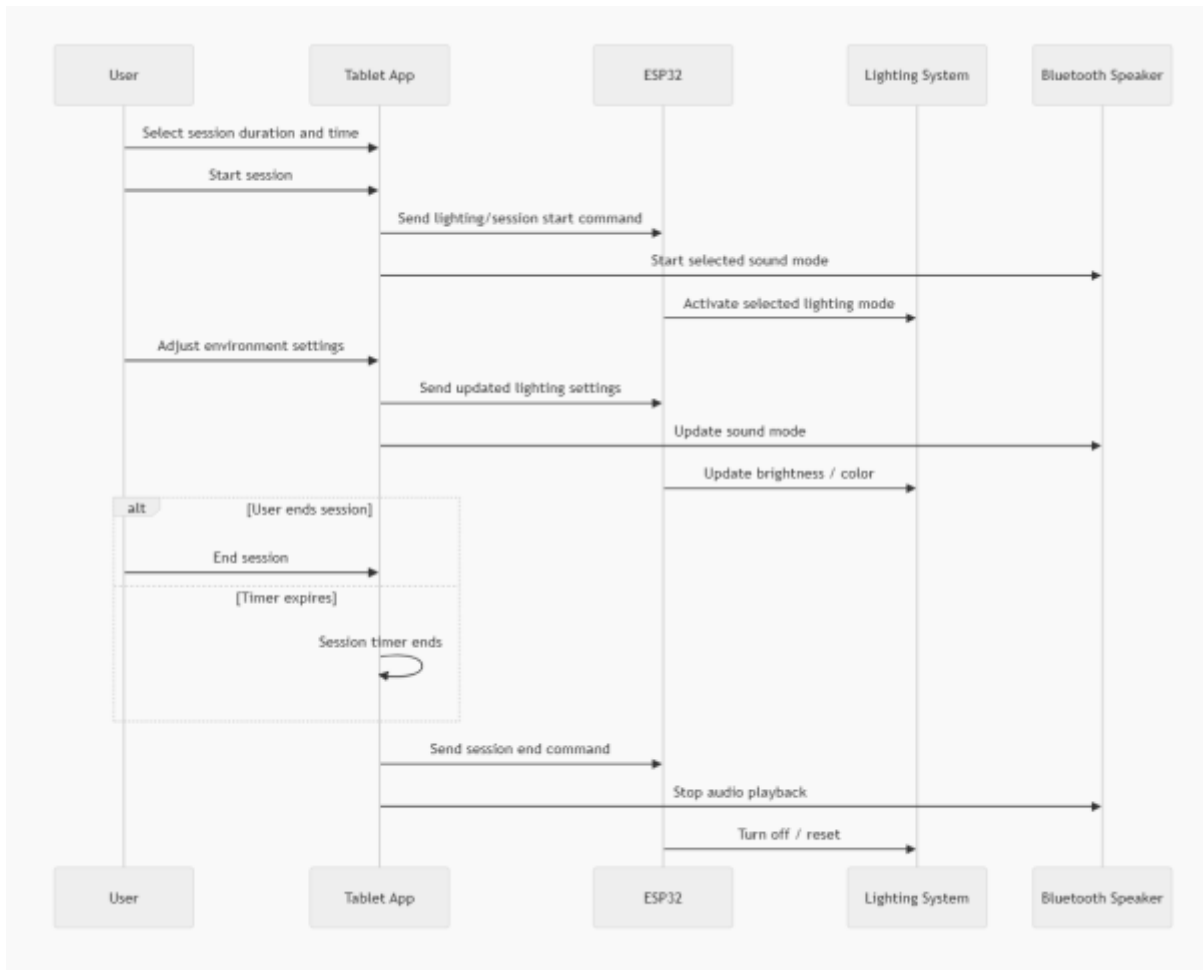 User
Tablet App
ESP32
Lighting System
Bluetooth Speaker
Select session duration and time
Start session
Send lighting/session start command
Start selected sound mode
Activate selected lighting mode
Adjust environment settings
Send updated lighting settings
Update sound mode
Update brightness / color
alt
[User ends session]
End session
[Timer expires]
Session timer ends
Send session end command
Stop audio playback
Turn off / reset
User
Tablet App
ESP32
Lighting System
Bluetooth Speaker